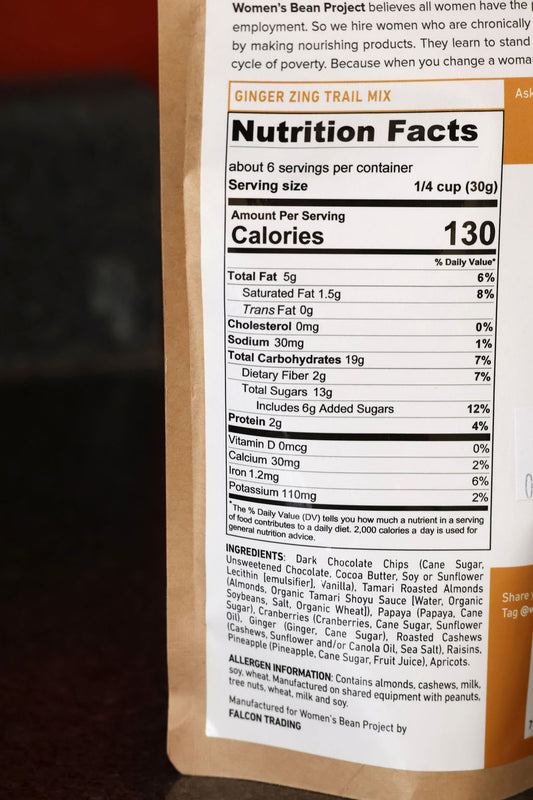 Women's Bean Project believes all women have the
employment. So we hire women who are chronically
by making nourishing products. They learn to stand
cycle of poverty. Because when you change a woma
GINGER ZING TRAIL MIX
Ask
Nutrition Facts
about 6 servings per container
Serving size 1/4 cup (30g)
Amount Per Serving
Calories 130
% Daily Value*
Total Fat 5g 6%
Saturated Fat 1.5g 8%
Trans Fat 0g
Cholesterol 0mg 0%
Sodium 30mg 1%
Total Carbohydrates 19g 7%
Dietary Fiber 2g 7%
Total Sugars 13g
Includes 6g Added Sugars 12%
Protein 2g 4%
Vitamin D 0mcg 0%
Calcium 30mg 2%
Iron 1.2mg 6%
Potassium 110mg 2%
*The % Daily Value (DV) tells you how much a nutrient in a serving
of food contributes to a daily diet. 2,000 calories a day is used for
general nutrition advice.
INGREDIENTS: Dark Chocolate Chips (Cane Sugar,
Unsweetened Chocolate, Cocoa Butter, Soy or Sunflower
Lecithin [emulsifier], Vanilla), Tamari Roasted Almonds
(Almonds, Organic Tamari Shoyu Sauce [Water, Organic
Soybeans, Salt, Organic Wheat]), Papaya (Papaya, Cane
Sugar), Cranberries (Cranberries, Cane Sugar, Sunflower
Oil), Ginger (Ginger, Cane Sugar), Roasted Cashews
(Cashews, Sunflower and/or Canola Oil, Sea Salt), Raisins,
Pineapple (Pineapple, Cane Sugar, Fruit Juice), Apricots.
Share
Tag @w
ALLERGEN INFORMATION: Contains almonds, cashews, milk,
soy, wheat. Manufactured on shared equipment with peanuts,
tree nuts, wheat, milk and soy.
Manufactured for Women's Bean Project by
FALCON TRADING